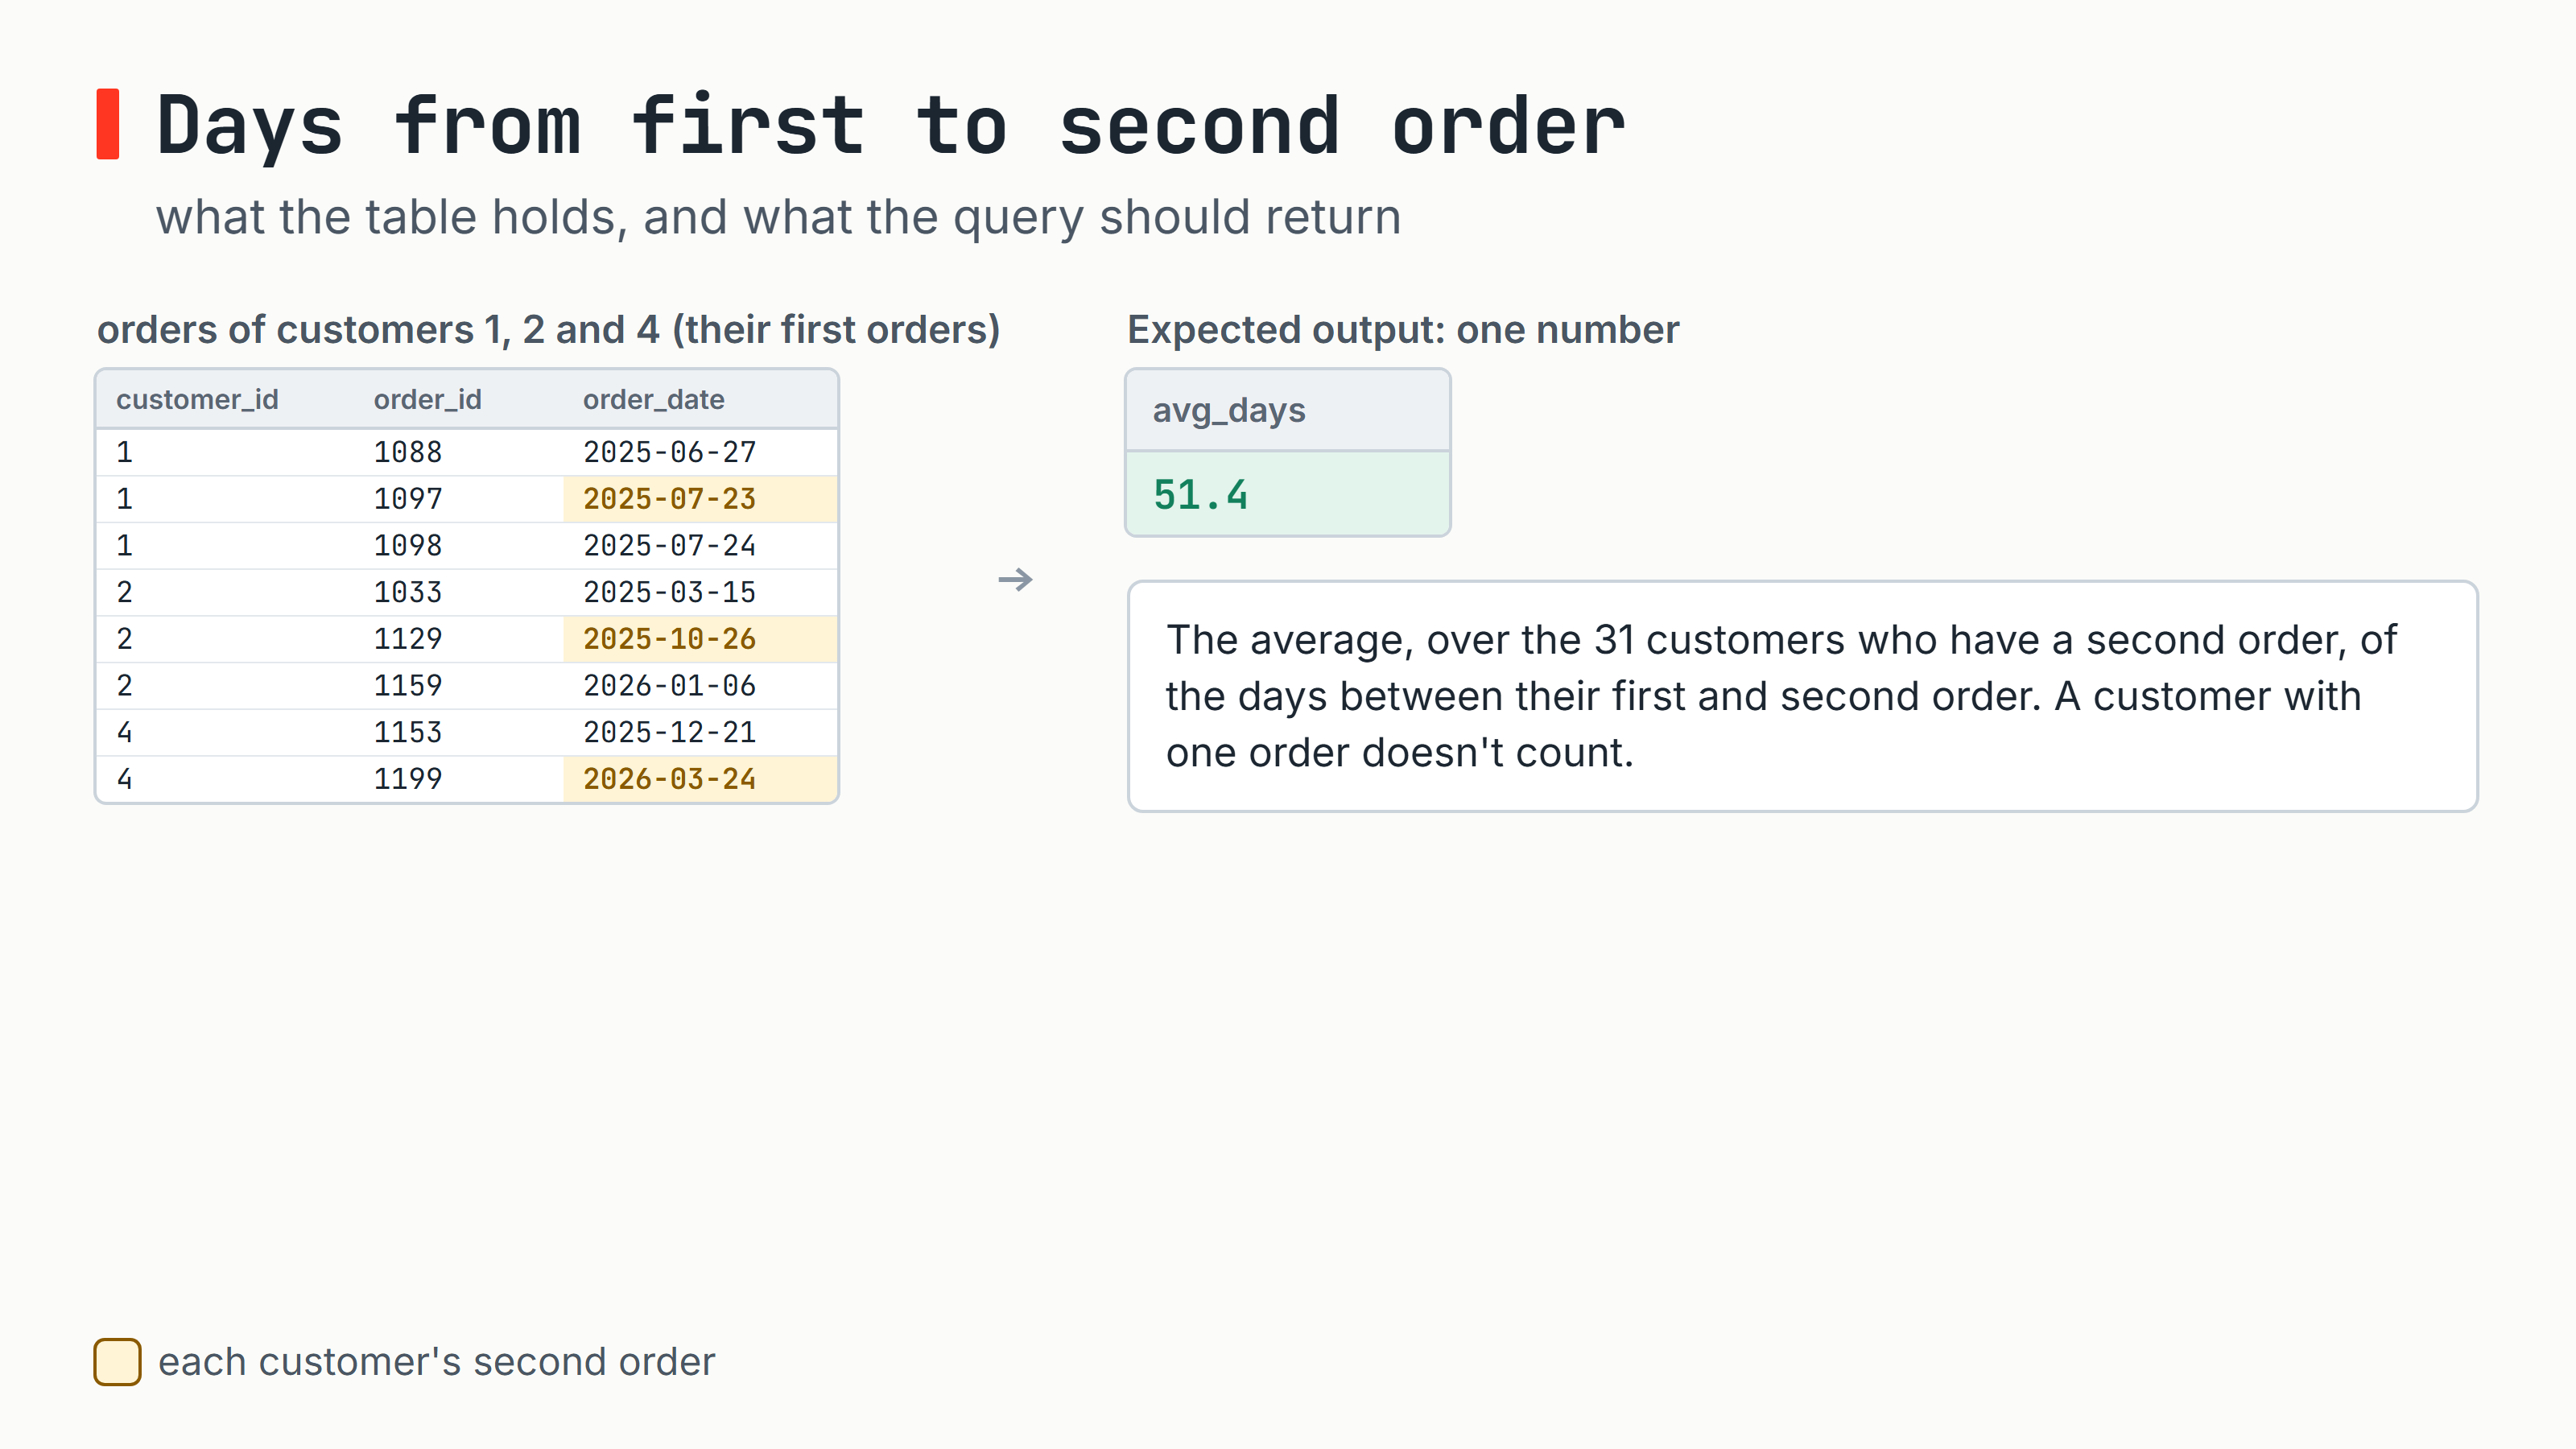 Days from first to second order
what the table holds, and what the query should return
orders of customers 1, 2 and 4 (their first orders)
customer_id order_id order_date
1 1088 2025-06-27
1 1097 2025-07-23
1 1098 2025-07-24
2 1033 2025-03-15
2 1129 2025-10-26
2 1159 2026-01-06
4 1153 2025-12-21
4 1199 2026-03-24
→
Expected output: one number
avg_days
51.4
The average, over the 31 customers who have a second order, of
the days between their first and second order. A customer with
one order doesn't count.
each customer's second order